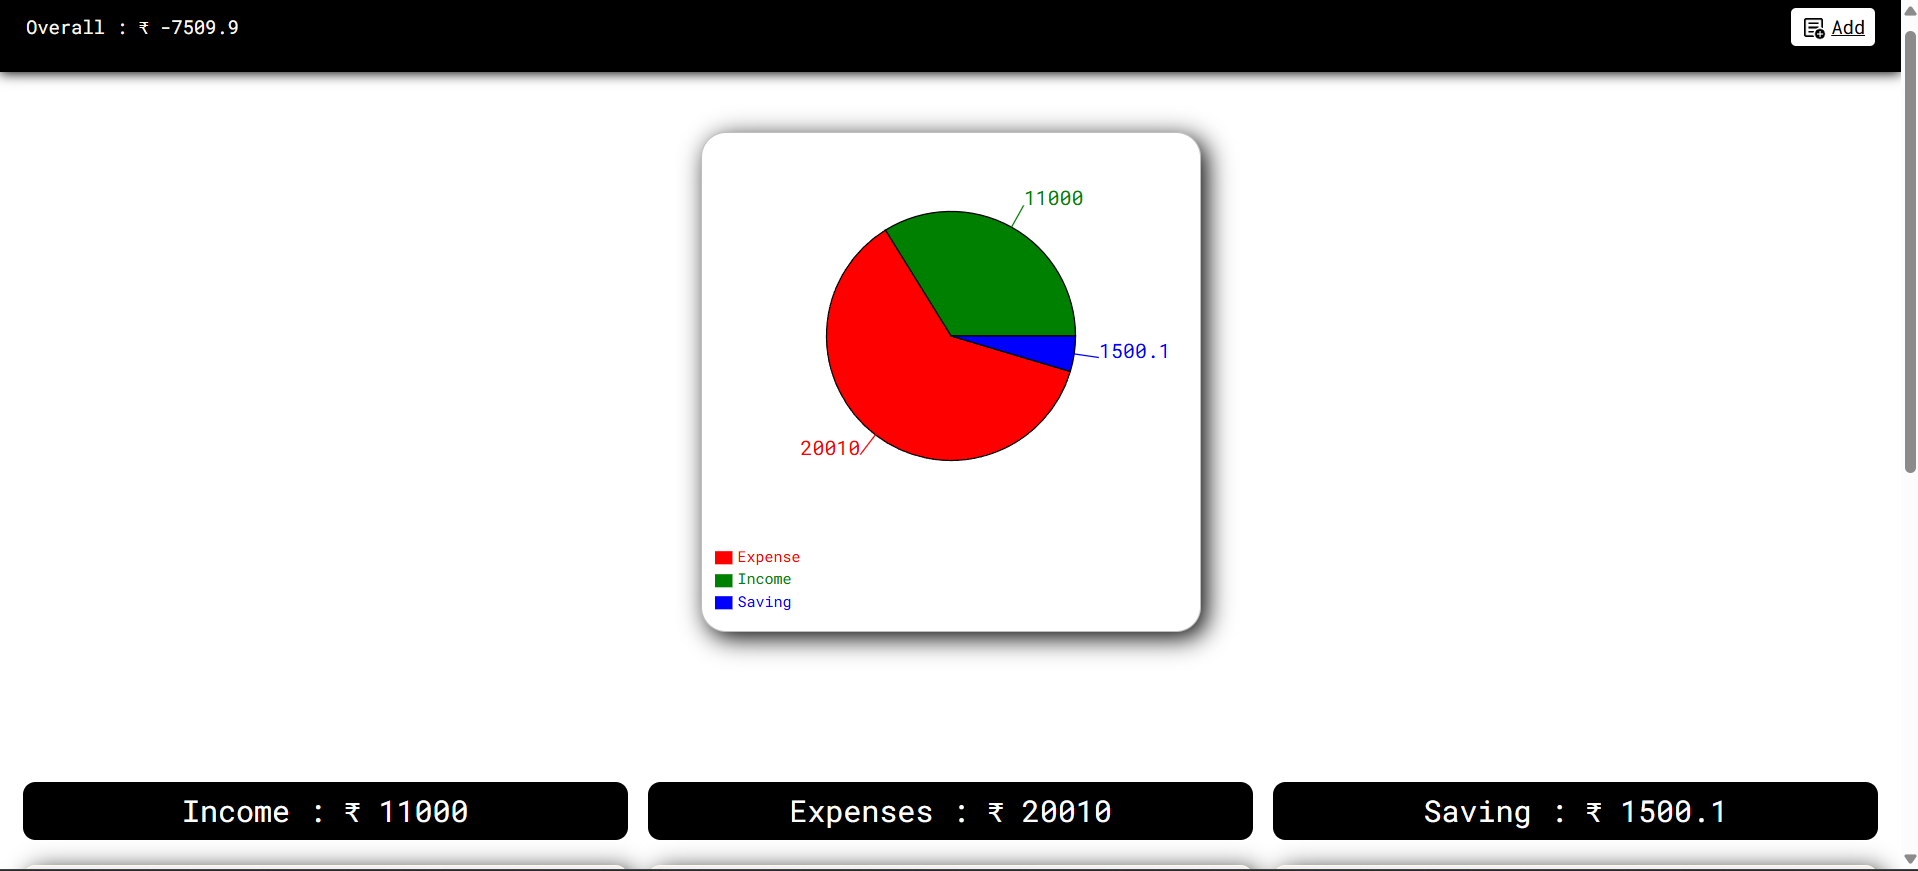 Overall : ₹ -7509.9
Add
11000
1500.1
20010
Expense
Income
Saving
Income : ₹ 11000
Expenses : ₹ 20010
Saving : ₹ 1500.1